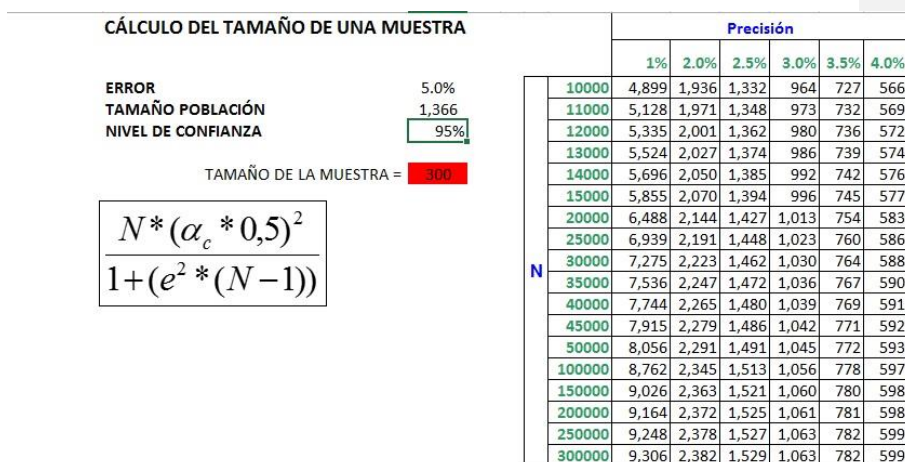 CÁLCULO DEL TAMAÑO DE UNA MUESTRA
ERROR 5.0%
TAMAÑO POBLACIÓN 1,366
NIVEL DE CONFIANZA 95%
TAMAÑO DE LA MUESTRA = 300
N*(α_c*0,5)²
1+(e²*(N−1))
Precisión
1% 2.0% 2.5% 3.0% 3.5% 4.0%
N
10000 4,899 1,936 1,332 964 727 566
11000 5,128 1,971 1,348 973 732 569
12000 5,335 2,001 1,362 980 736 572
13000 5,524 2,027 1,374 986 739 574
14000 5,696 2,050 1,385 992 742 576
15000 5,855 2,070 1,394 996 745 577
20000 6,488 2,144 1,427 1,013 754 583
25000 6,939 2,191 1,448 1,023 760 586
30000 7,275 2,223 1,462 1,030 764 588
35000 7,536 2,247 1,472 1,036 767 590
40000 7,744 2,265 1,480 1,039 769 591
45000 7,915 2,279 1,486 1,042 771 592
50000 8,056 2,291 1,491 1,045 772 593
100000 8,762 2,345 1,513 1,056 778 597
150000 9,026 2,363 1,521 1,060 780 598
200000 9,164 2,372 1,525 1,061 781 598
250000 9,248 2,378 1,527 1,063 782 599
300000 9,306 2,382 1,529 1,063 782 599